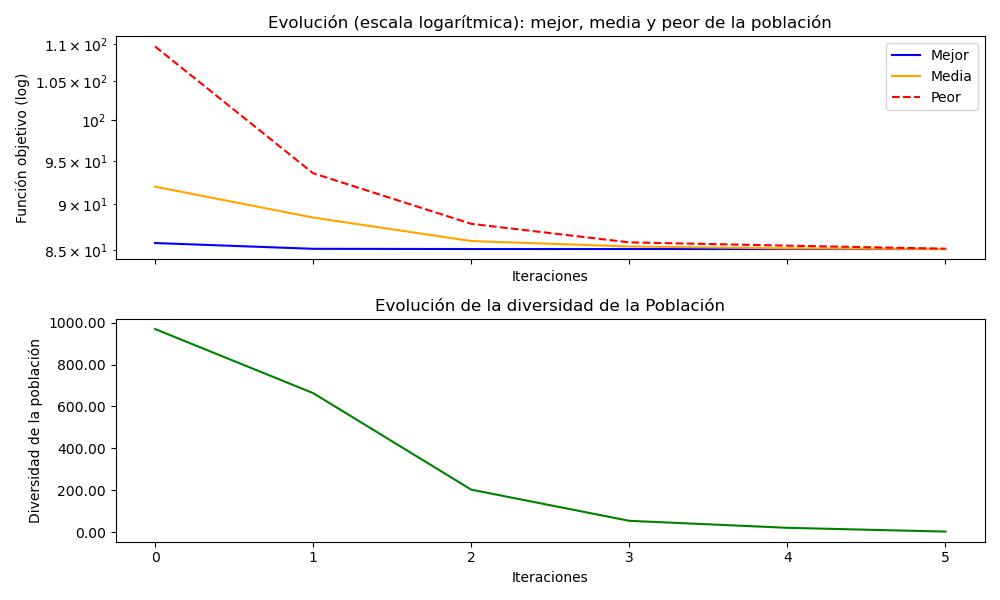 Evolución (escala logarítmica): mejor, media y peor de la población
Función objetivo (log)
1.1 × 10²
1.05 × 10²
10²
9.5 × 10¹
9 × 10¹
8.5 × 10¹
Mejor
Media
Peor
Iteraciones
Evolución de la diversidad de la Población
Diversidad de la población
1000.00
800.00
600.00
400.00
200.00
0.00
0 1 2 3 4 5
Iteraciones